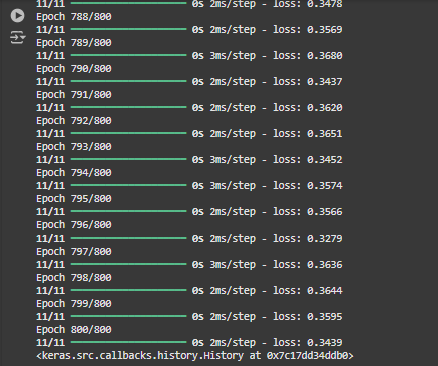 11/11 ━━━━━━━━━━━━━━━━━━━━ 0s 2ms/step - loss: 0.3478
Epoch 788/800
11/11 ━━━━━━━━━━━━━━━━━━━━ 0s 2ms/step - loss: 0.3569
Epoch 789/800
11/11 ━━━━━━━━━━━━━━━━━━━━ 0s 3ms/step - loss: 0.3680
Epoch 790/800
11/11 ━━━━━━━━━━━━━━━━━━━━ 0s 2ms/step - loss: 0.3437
Epoch 791/800
11/11 ━━━━━━━━━━━━━━━━━━━━ 0s 2ms/step - loss: 0.3620
Epoch 792/800
11/11 ━━━━━━━━━━━━━━━━━━━━ 0s 2ms/step - loss: 0.3651
Epoch 793/800
11/11 ━━━━━━━━━━━━━━━━━━━━ 0s 3ms/step - loss: 0.3452
Epoch 794/800
11/11 ━━━━━━━━━━━━━━━━━━━━ 0s 3ms/step - loss: 0.3574
Epoch 795/800
11/11 ━━━━━━━━━━━━━━━━━━━━ 0s 2ms/step - loss: 0.3566
Epoch 796/800
11/11 ━━━━━━━━━━━━━━━━━━━━ 0s 2ms/step - loss: 0.3279
Epoch 797/800
11/11 ━━━━━━━━━━━━━━━━━━━━ 0s 3ms/step - loss: 0.3636
Epoch 798/800
11/11 ━━━━━━━━━━━━━━━━━━━━ 0s 2ms/step - loss: 0.3644
Epoch 799/800
11/11 ━━━━━━━━━━━━━━━━━━━━ 0s 2ms/step - loss: 0.3595
Epoch 800/800
11/11 ━━━━━━━━━━━━━━━━━━━━ 0s 2ms/step - loss: 0.3439
<keras.src.callbacks.history.History at 0x7c17dd34ddb0>